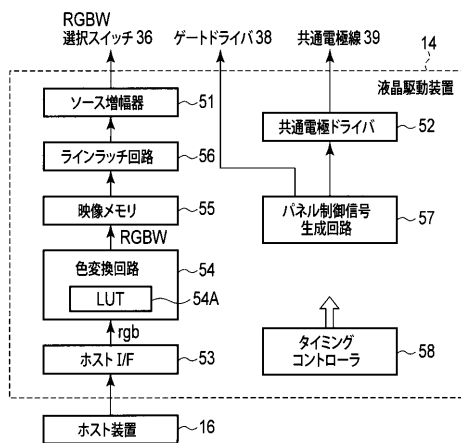 RGBW
選択スイッチ 36
ゲートドライバ 38
共通電極線 39
14
液晶駆動装置
ソース増幅器
51
共通電極ドライバ
52
ラインラッチ回路
56
映像メモリ
55
パネル制御信号
生成回路
57
RGBW
色変換回路
54
LUT
54A
rgb
タイミング
コントローラ
58
ホスト I/F
53
ホスト装置
16